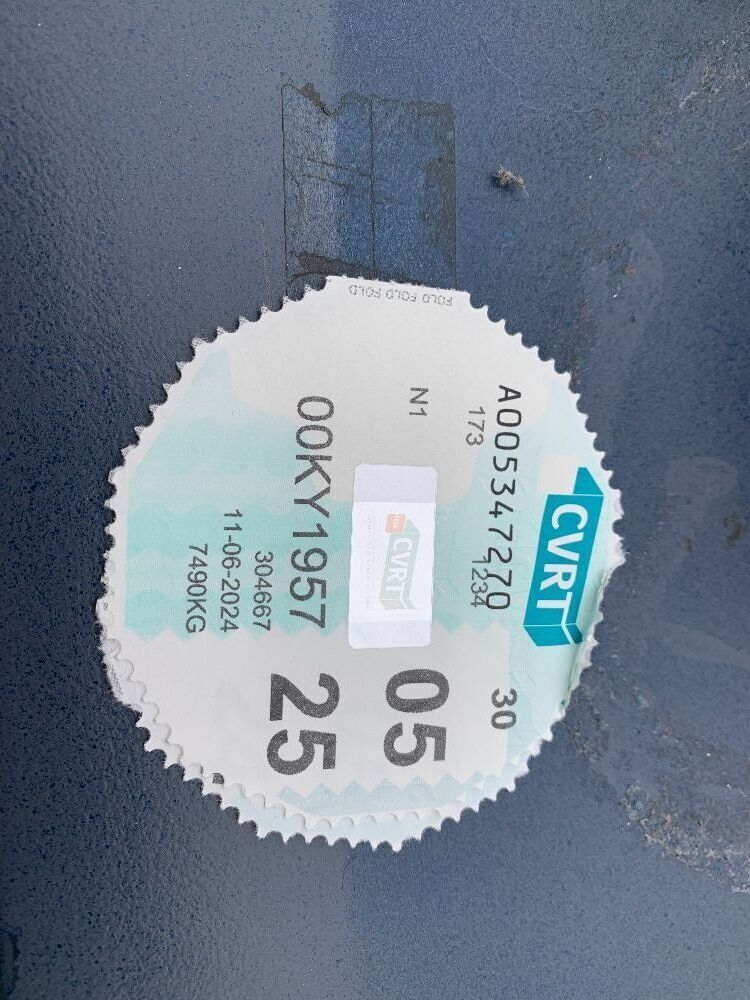 CVRT
A005347270
173
1234
30
N1
CVRT
05
00KY1957
25
304667
11-06-2024
7490KG
FOLD FOLD FOLD